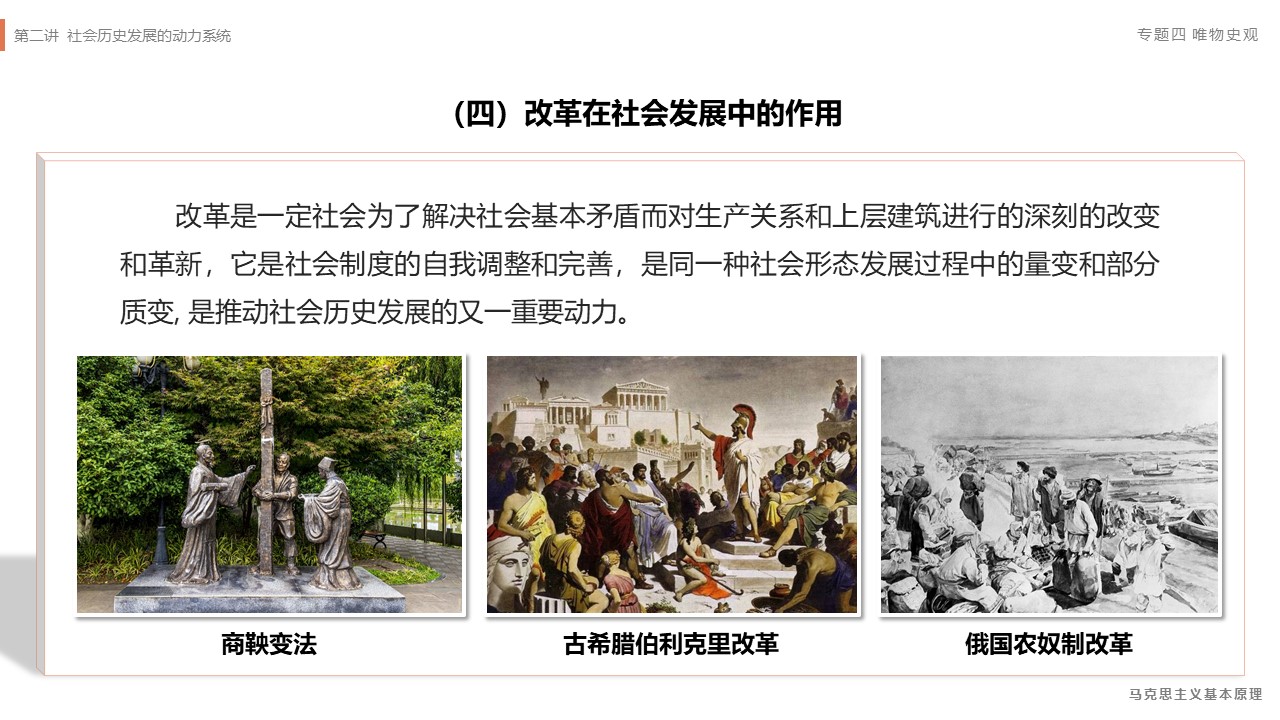 第二讲 社会历史发展的动力系统
专题四 唯物史观
（四）改革在社会发展中的作用
改革是一定社会为了解决社会基本矛盾而对生产关系和上层建筑进行的深刻的改变
和革新，它是社会制度的自我调整和完善，是同一种社会形态发展过程中的量变和部分
质变, 是推动社会历史发展的又一重要动力。
商鞅变法
古希腊伯利克里改革
俄国农奴制改革
马克思主义基本原理